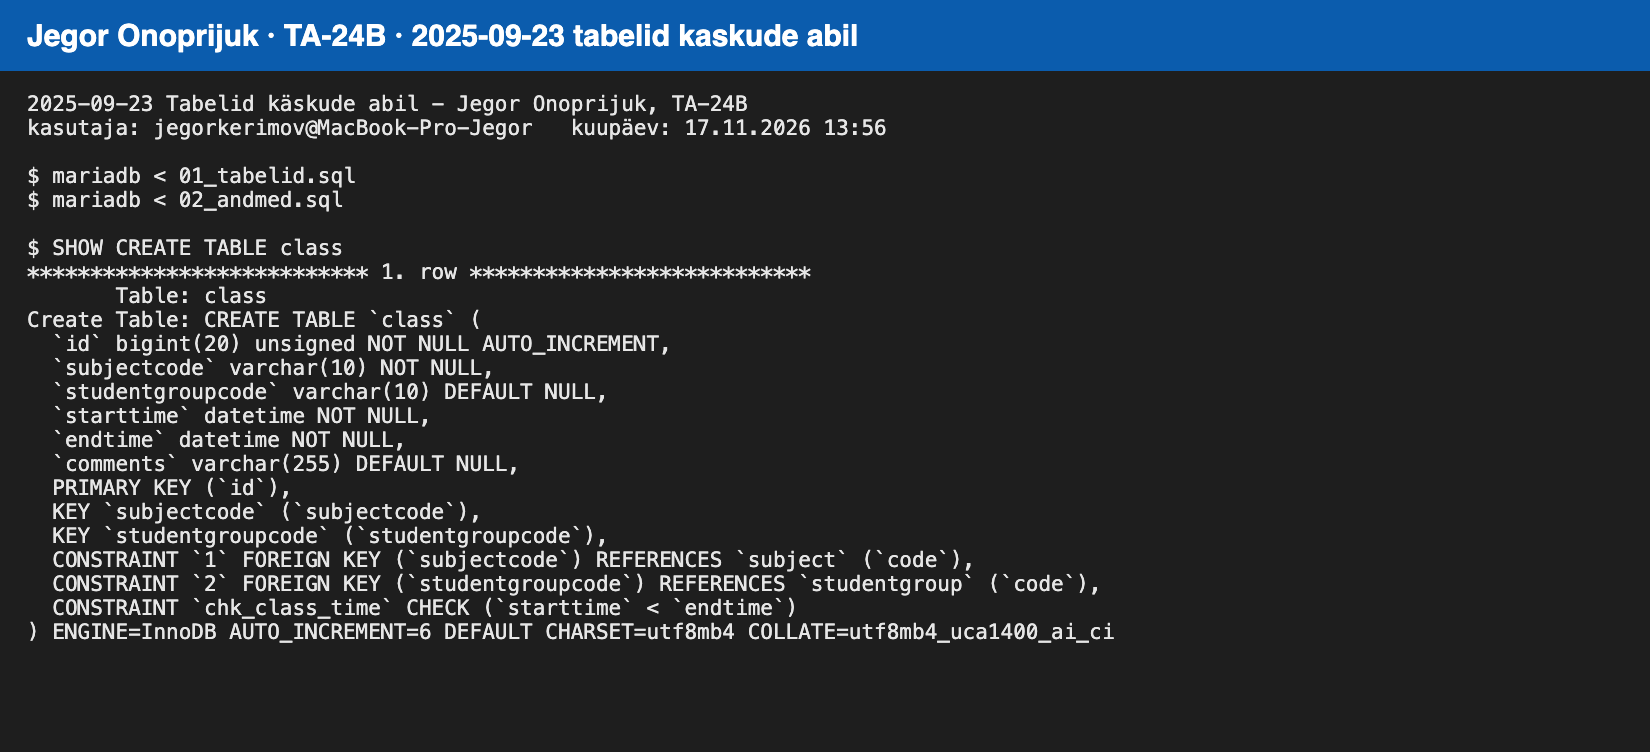 Jegor Onoprijuk · TA-24B · 2025-09-23 tabelid kaskude abil
2025-09-23 Tabelid käskude abil – Jegor Onoprijuk, TA-24B
kasutaja: jegorkerimov@MacBook-Pro-Jegor   kuupäev: 17.11.2026 13:56
$ mariadb < 01_tabelid.sql
$ mariadb < 02_andmed.sql
$ SHOW CREATE TABLE class
*************************** 1. row ***************************
       Table: class
Create Table: CREATE TABLE `class` (
  `id` bigint(20) unsigned NOT NULL AUTO_INCREMENT,
  `subjectcode` varchar(10) NOT NULL,
  `studentgroupcode` varchar(10) DEFAULT NULL,
  `starttime` datetime NOT NULL,
  `endtime` datetime NOT NULL,
  `comments` varchar(255) DEFAULT NULL,
  PRIMARY KEY (`id`),
  KEY `subjectcode` (`subjectcode`),
  KEY `studentgroupcode` (`studentgroupcode`),
  CONSTRAINT `1` FOREIGN KEY (`subjectcode`) REFERENCES `subject` (`code`),
  CONSTRAINT `2` FOREIGN KEY (`studentgroupcode`) REFERENCES `studentgroup` (`code`),
  CONSTRAINT `chk_class_time` CHECK (`starttime` < `endtime`)
) ENGINE=InnoDB AUTO_INCREMENT=6 DEFAULT CHARSET=utf8mb4 COLLATE=utf8mb4_uca1400_ai_ci